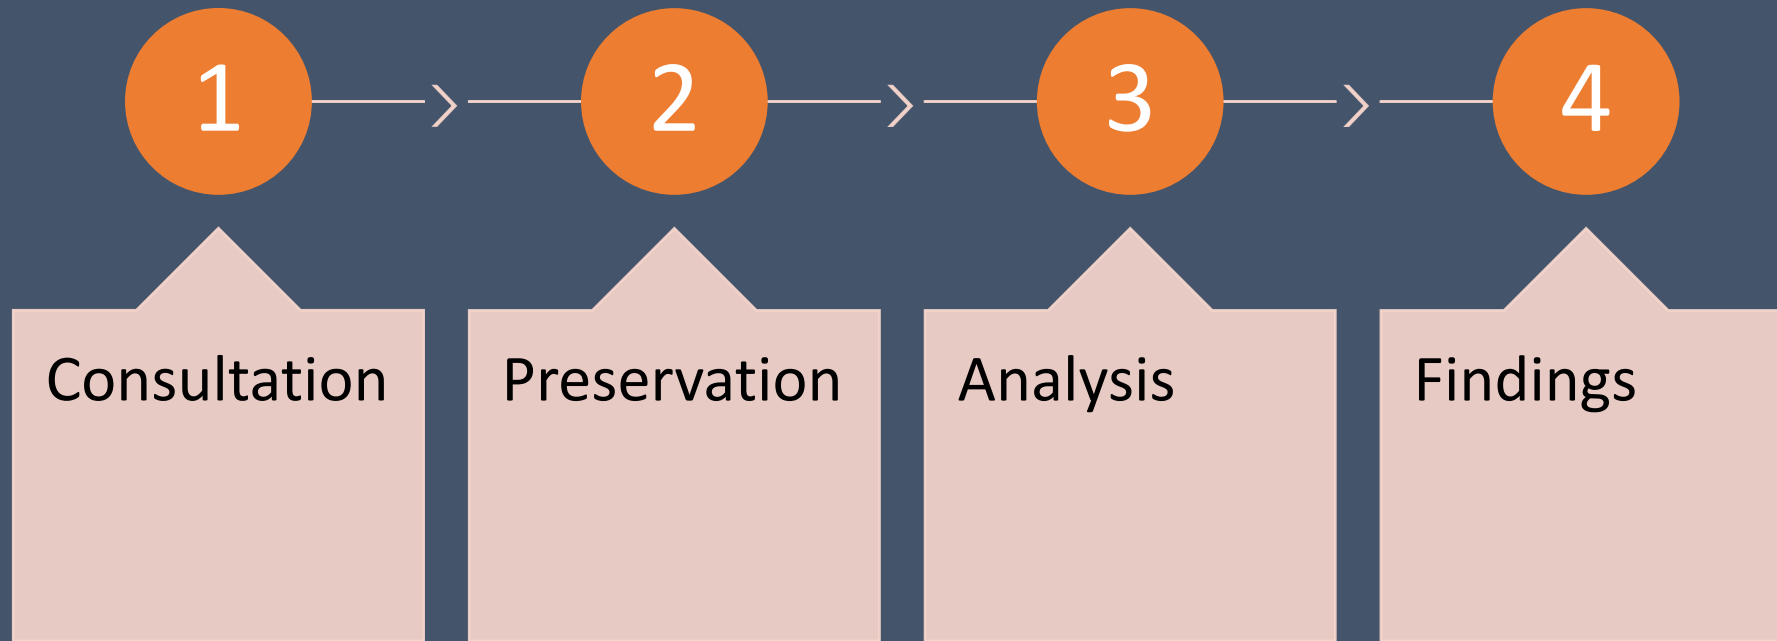 1
2
3
4
Consultation
Preservation
Analysis
Findings